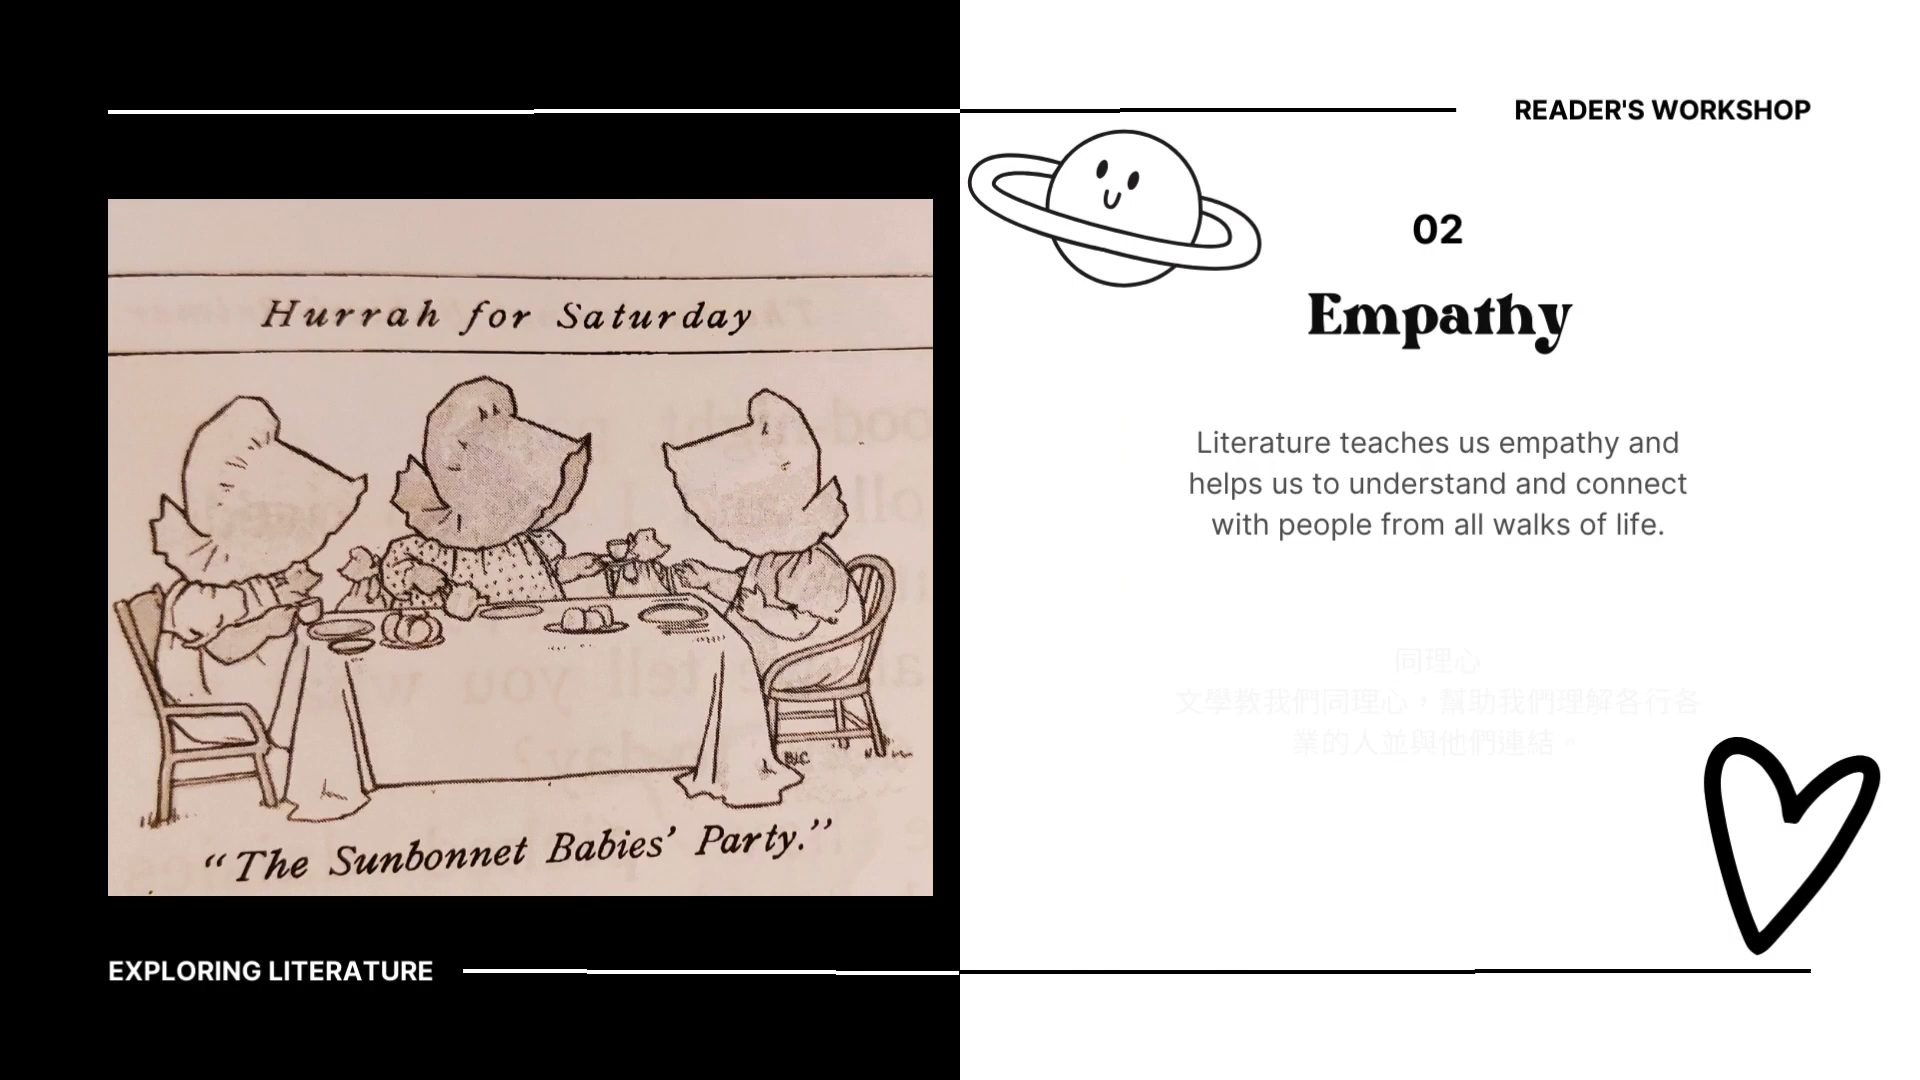 READER'S WORKSHOP
Hurrah for Saturday
"The Sunbonnet Babies' Party."
02
Empathy
Literature teaches us empathy and
helps us to understand and connect
with people from all walks of life.
同理心
文學教我們同理心，幫助我們理解各行各
業的人並與他們連結。
EXPLORING LITERATURE